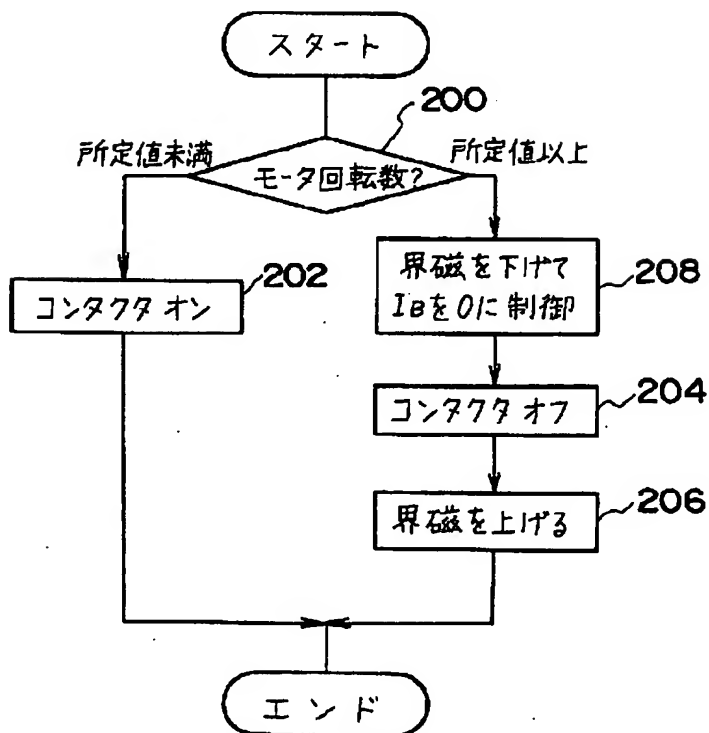 スタート
200
所定値未満
モータ回転数?
所定値以上
202
コンタクタ オン
界磁を下げて
IBを0に制御
208
コンタクタ オフ
204
界磁を上げる
206
エンド